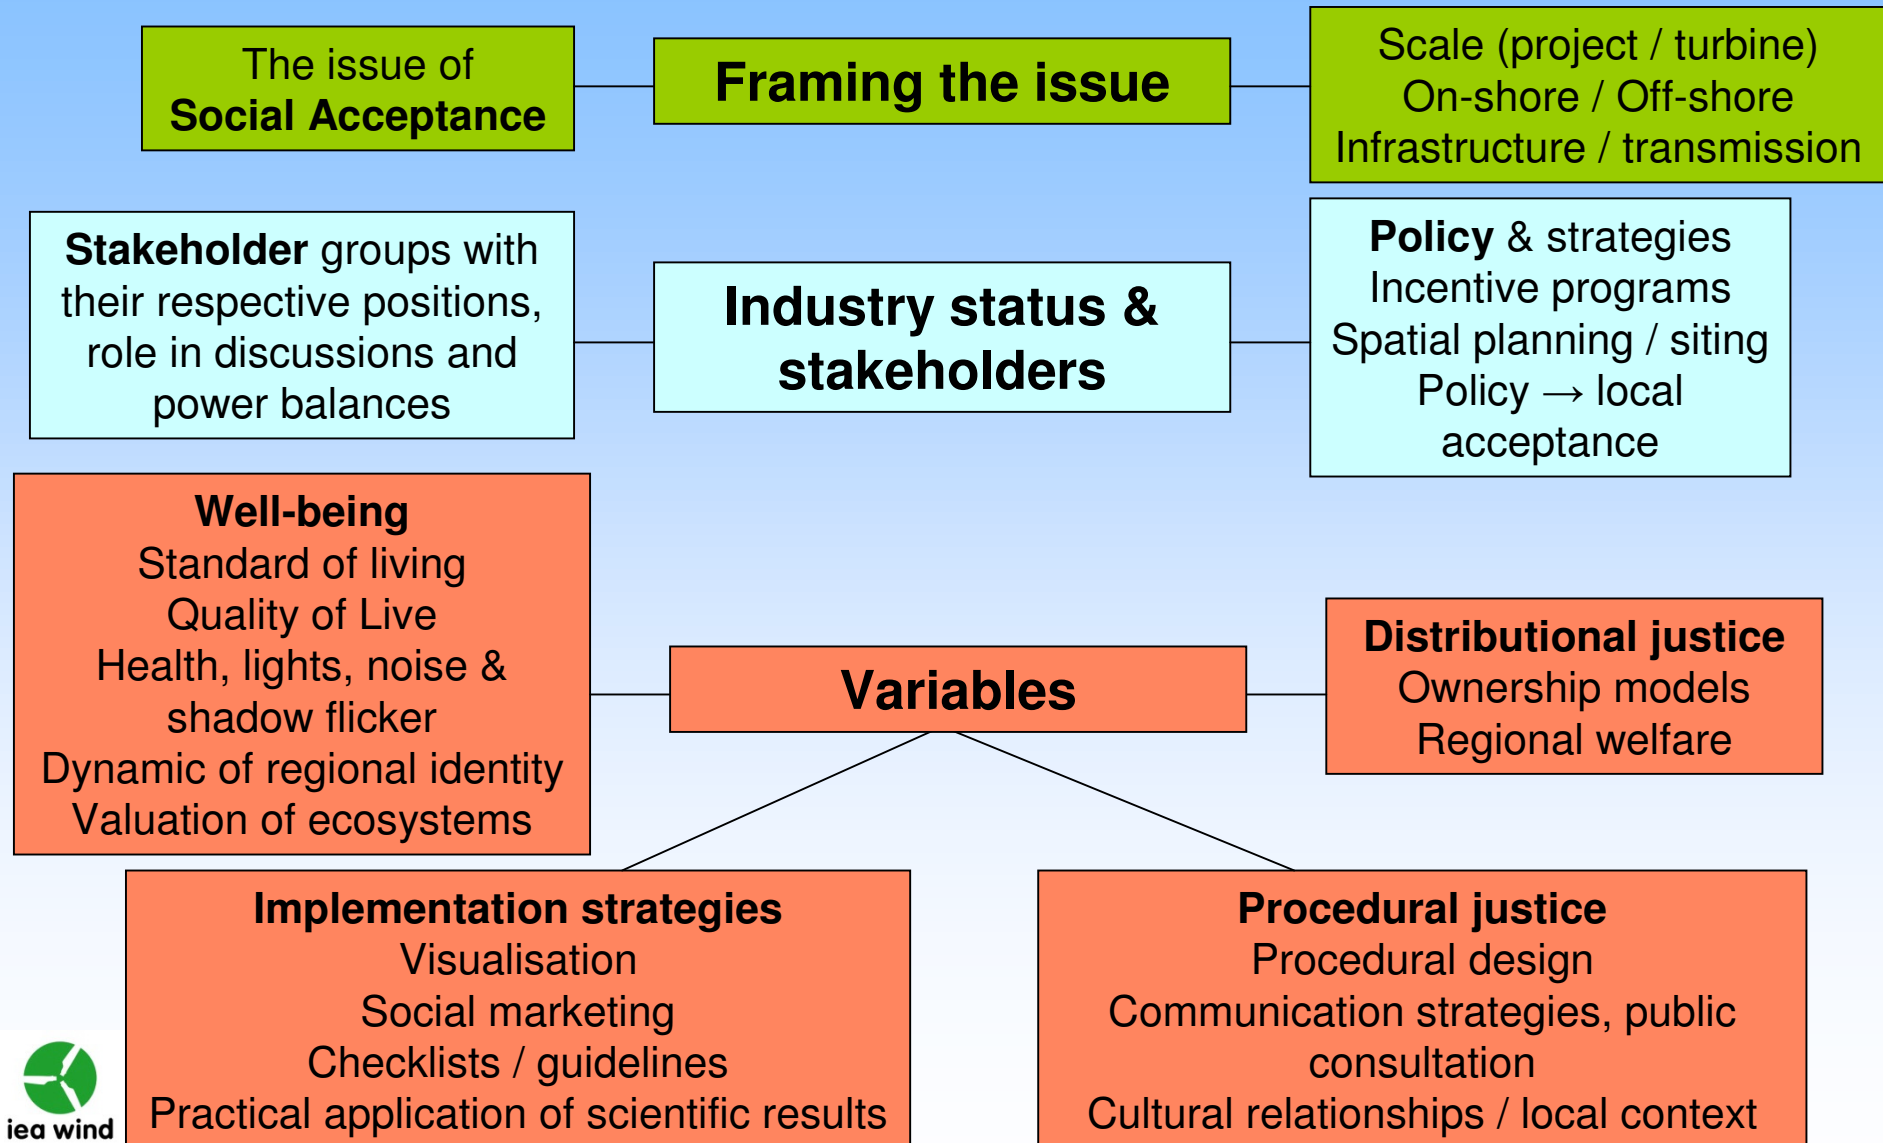 The issue of
Social Acceptance
Framing the issue
Scale (project / turbine)
On-shore / Off-shore
Infrastructure / transmission
Stakeholder groups with
their respective positions,
role in discussions and
power balances
Industry status &
stakeholders
Policy & strategies
Incentive programs
Spatial planning / siting
Policy → local
acceptance
Well-being
Standard of living
Quality of Live
Health, lights, noise &
shadow flicker
Dynamic of regional identity
Valuation of ecosystems
Variables
Distributional justice
Ownership models
Regional welfare
Implementation strategies
Visualisation
Social marketing
Checklists / guidelines
Practical application of scientific results
Procedural justice
Procedural design
Communication strategies, public
consultation
Cultural relationships / local context
iea wind